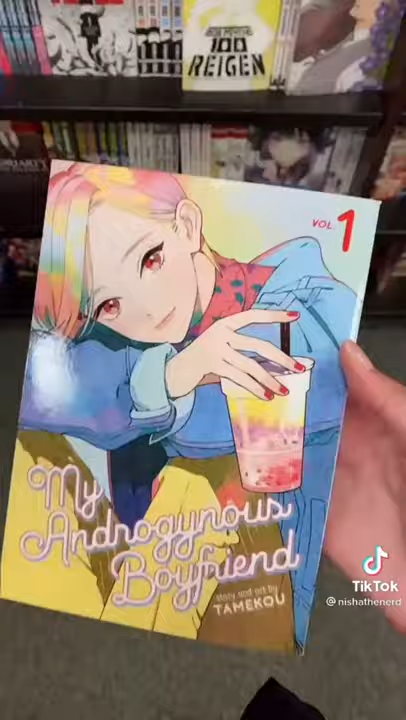 100
REIGEN
VOL. 1
My
Androgynous
Boyfriend
story and art by
TAMEKOU
TikTok
@nishathenerd